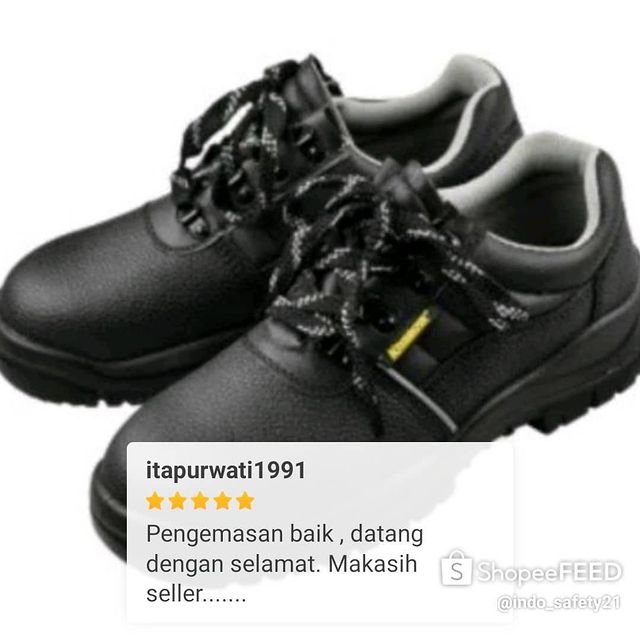 itapurwati1991
Pengemasan baik , datang
dengan selamat. Makasih
seller.......
ShopeeFEED
@indo_safety21